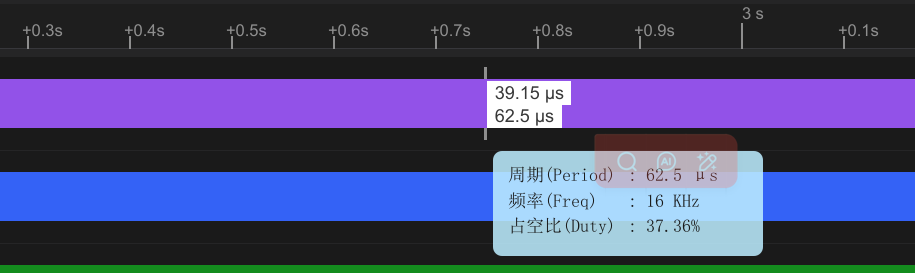 3 s
+0.3s +0.4s +0.5s +0.6s +0.7s +0.8s +0.9s +0.1s
39.15 μs
62.5 μs
AI
周期(Period) : 62.5 μs
频率(Freq) : 16 KHz
占空比(Duty) : 37.36%